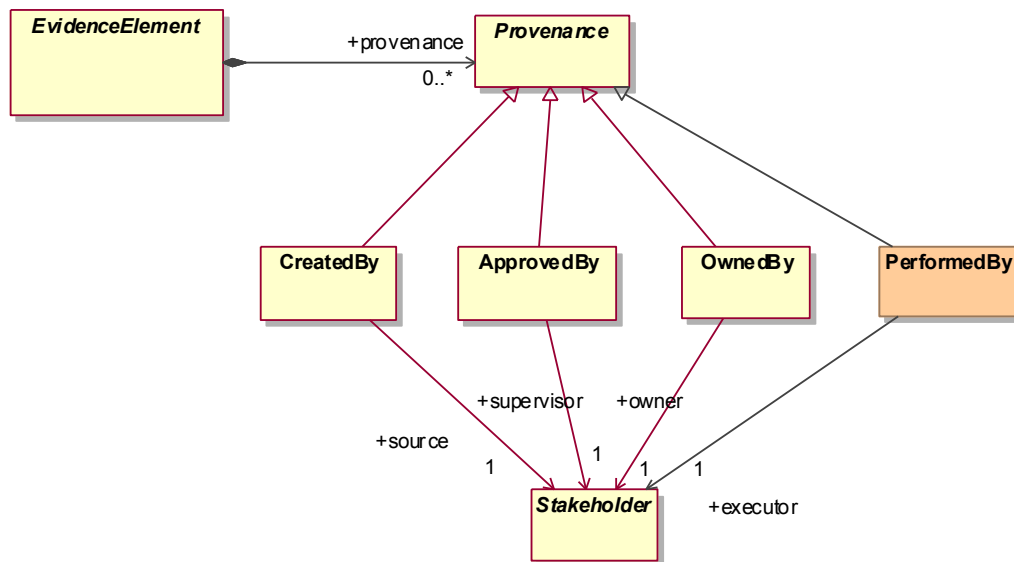 EvidenceElement
Provenance
+provenance
0..*
CreatedBy
ApprovedBy
OwnedBy
PerformedBy
+supervisor
+owner
+source
1
1
1
1
+executor
Stakeholder